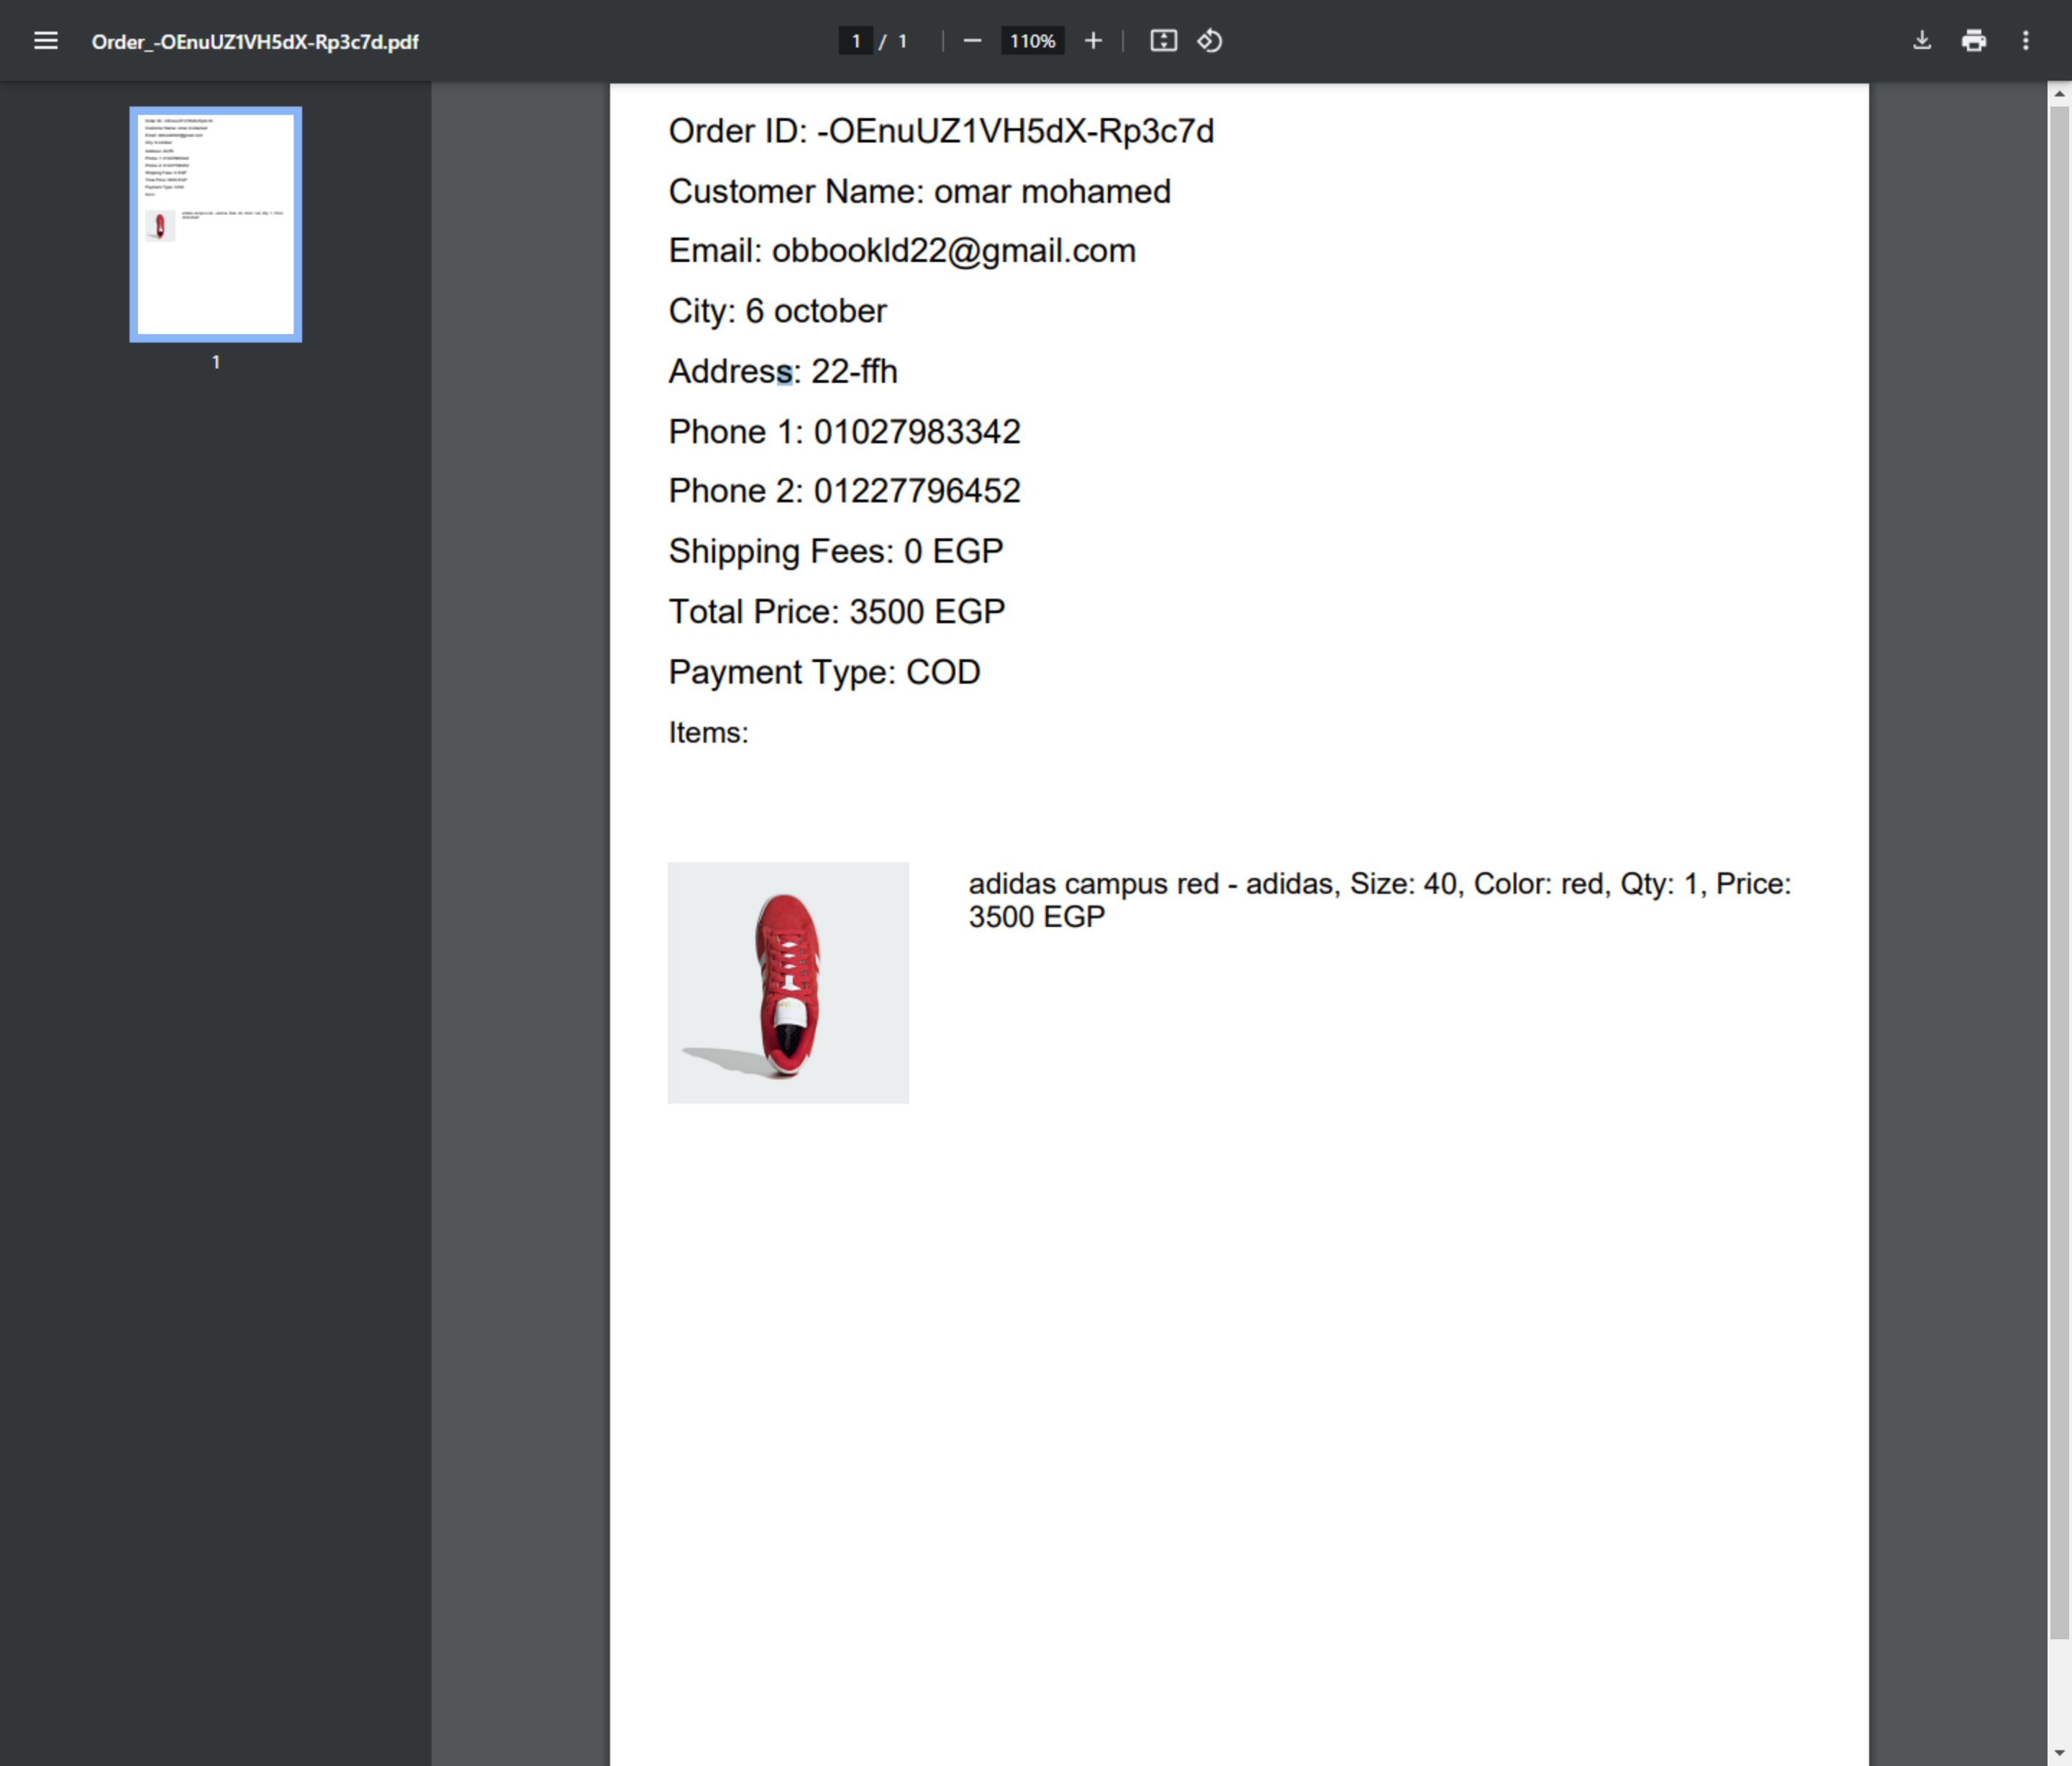 Order_-OEnuUZ1VH5dX-Rp3c7d.pdf
1 / 1
110%
1
Order ID: -OEnuUZ1VH5dX-Rp3c7d
Customer Name: omar mohamed
Email: obbookld22@gmail.com
City: 6 october
Address: 22-ffh
Phone 1: 01027983342
Phone 2: 01227796452
Shipping Fees: 0 EGP
Total Price: 3500 EGP
Payment Type: COD
Items:
adidas campus red - adidas, Size: 40, Color: red, Qty: 1, Price:
3500 EGP